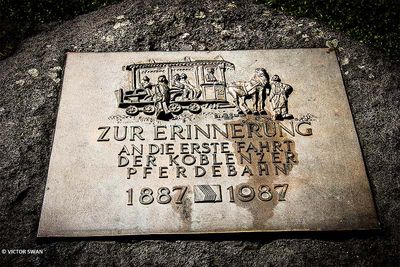 ZUR ERINNERUNG
AN DIE ERSTE FAHRT
DER KOBLENZER
PFERDEBAHN
1887 1987
© VICTOR SWAN